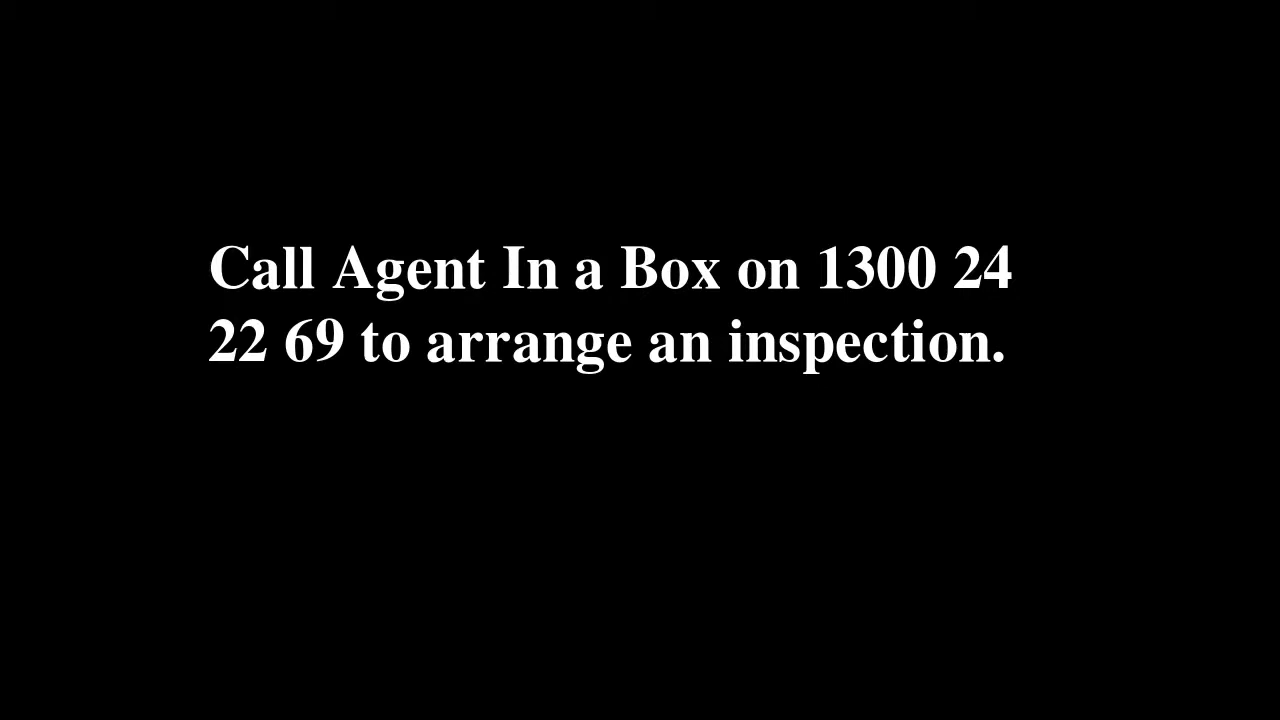 Call Agent In a Box on 1300 24
22 69 to arrange an inspection.